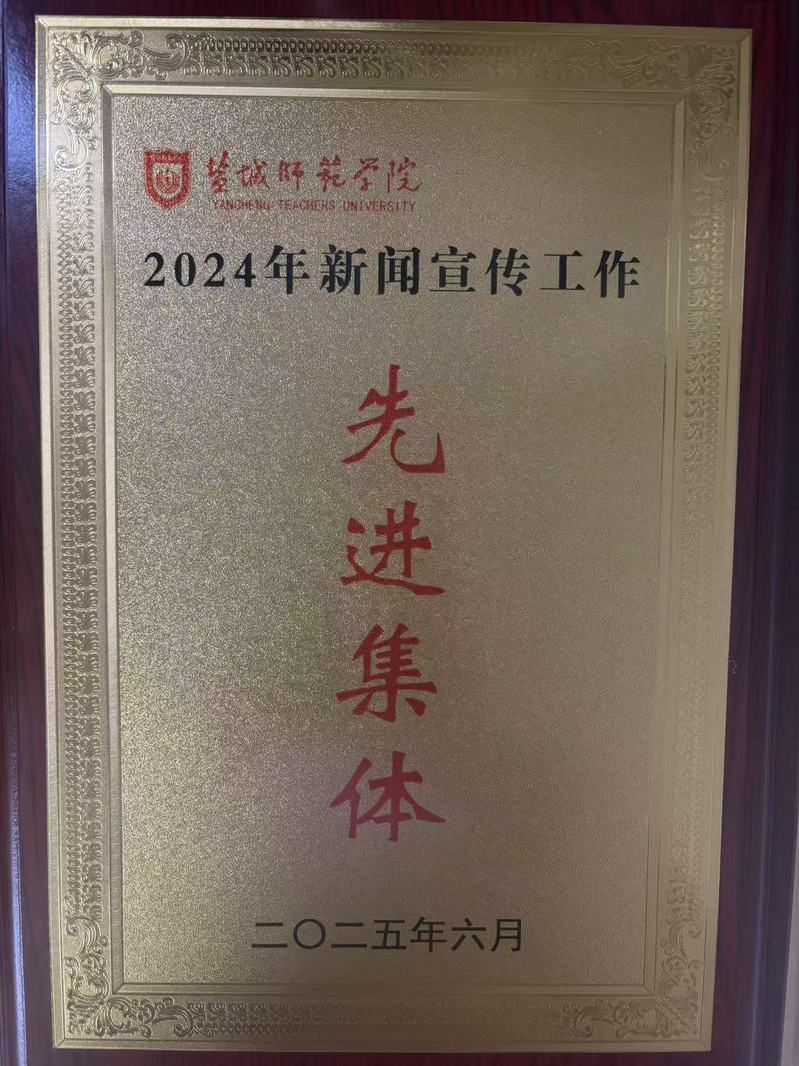 盐城师范学院
YANCHENG TEACHERS UNIVERSITY
2024年新闻宣传工作
先
进
集
体
二〇二五年六月